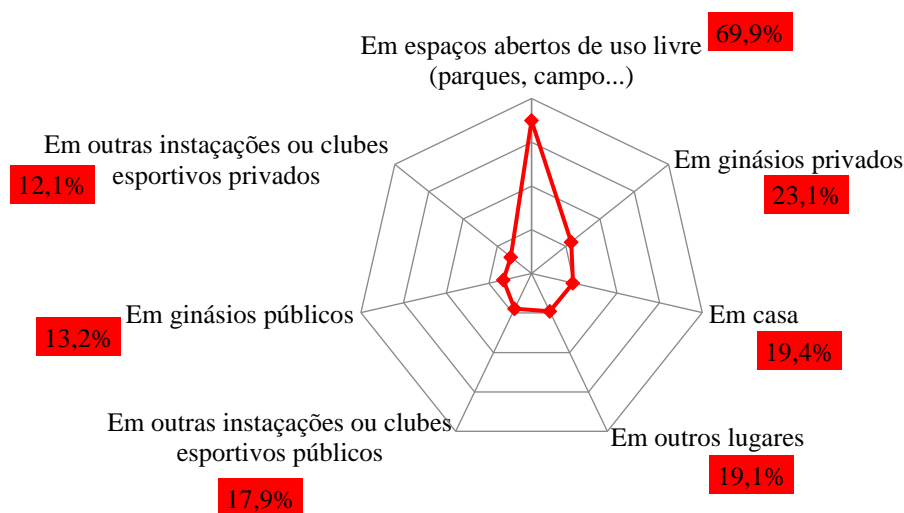 69,9%
Em espaços abertos de uso livre
(parques, campo...)
Em ginásios privados
23,1%
Em casa
19,4%
Em outros lugares
19,1%
Em outras instaçações ou clubes
esportivos públicos
17,9%
Em ginásios públicos
13,2%
Em outras instaçações ou clubes
esportivos privados
12,1%